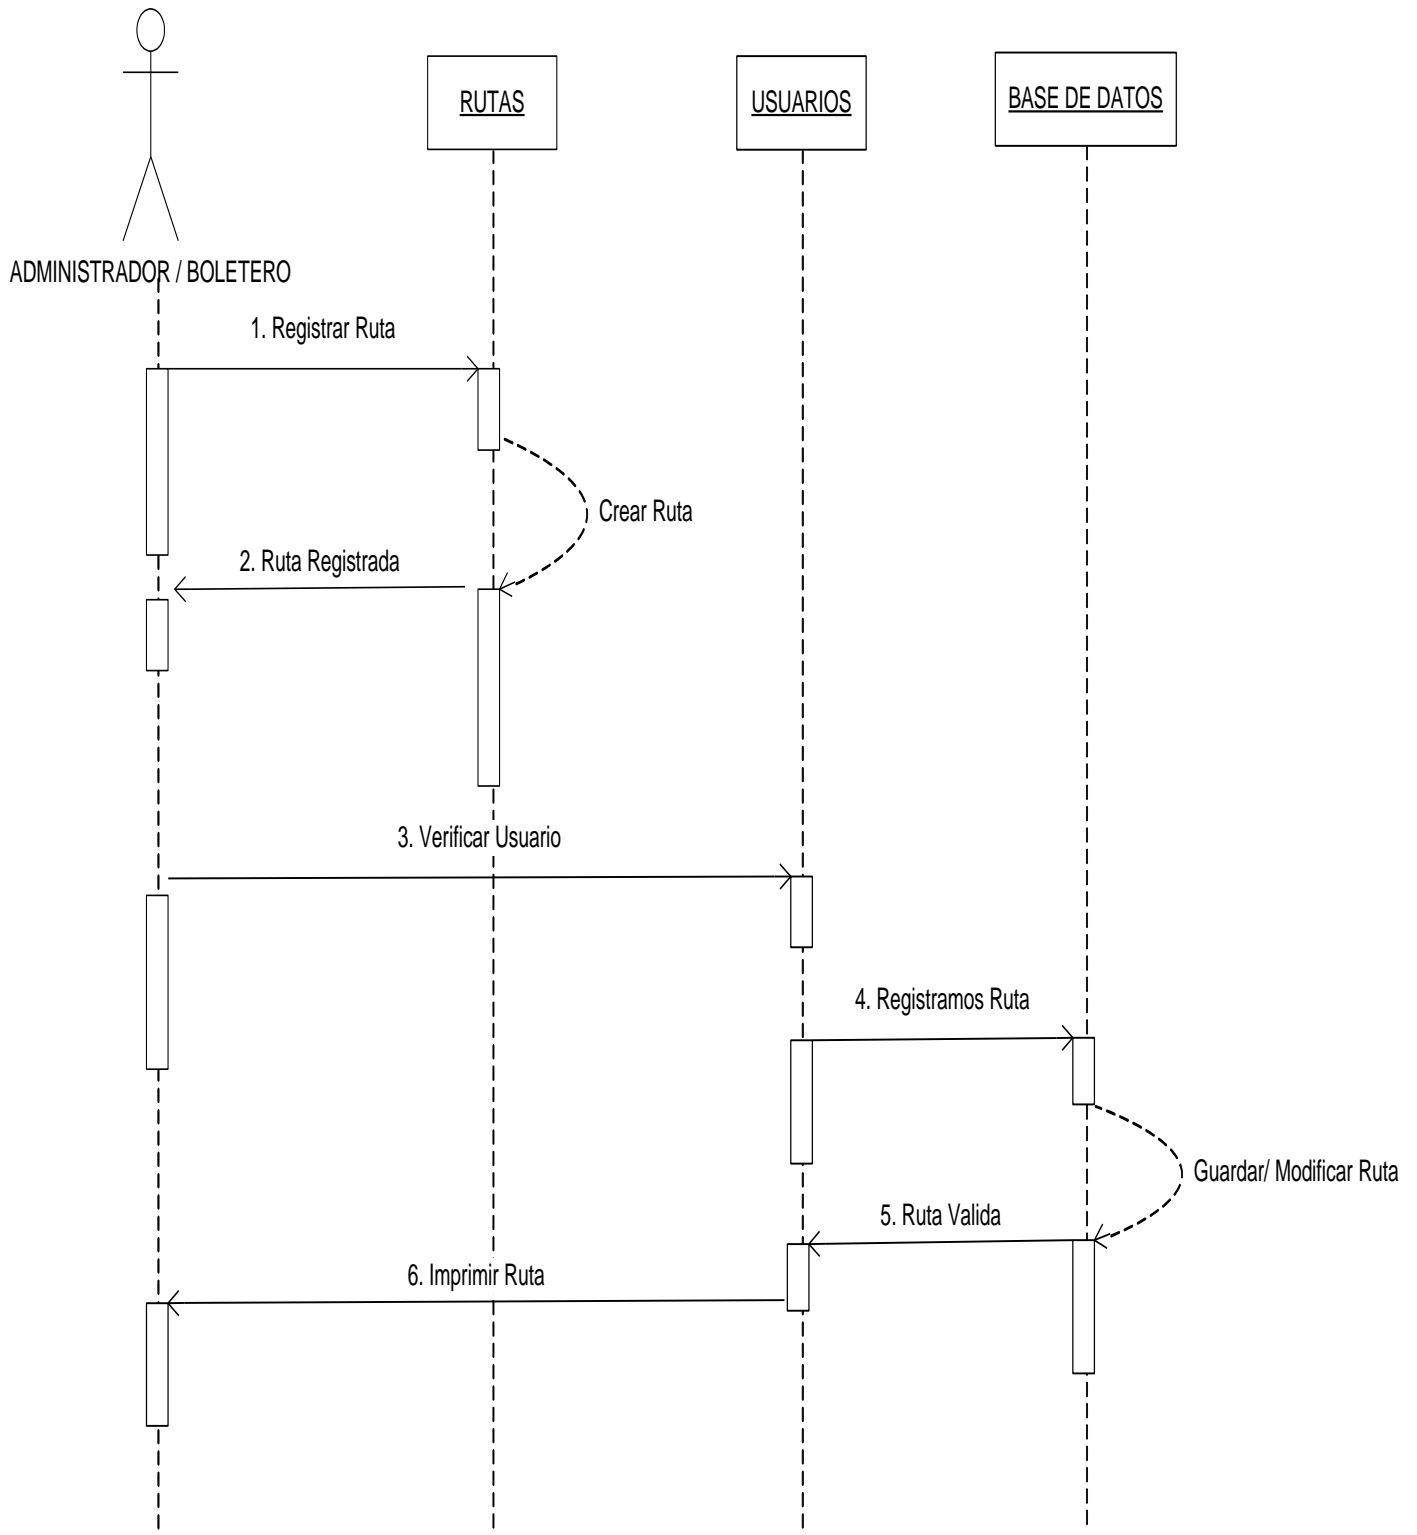 RUTAS
USUARIOS
BASE DE DATOS
ADMINISTRADOR / BOLETERO
1. Registrar Ruta
Crear Ruta
2. Ruta Registrada
3. Verificar Usuario
4. Registramos Ruta
Guardar/ Modificar Ruta
5. Ruta Valida
6. Imprimir Ruta